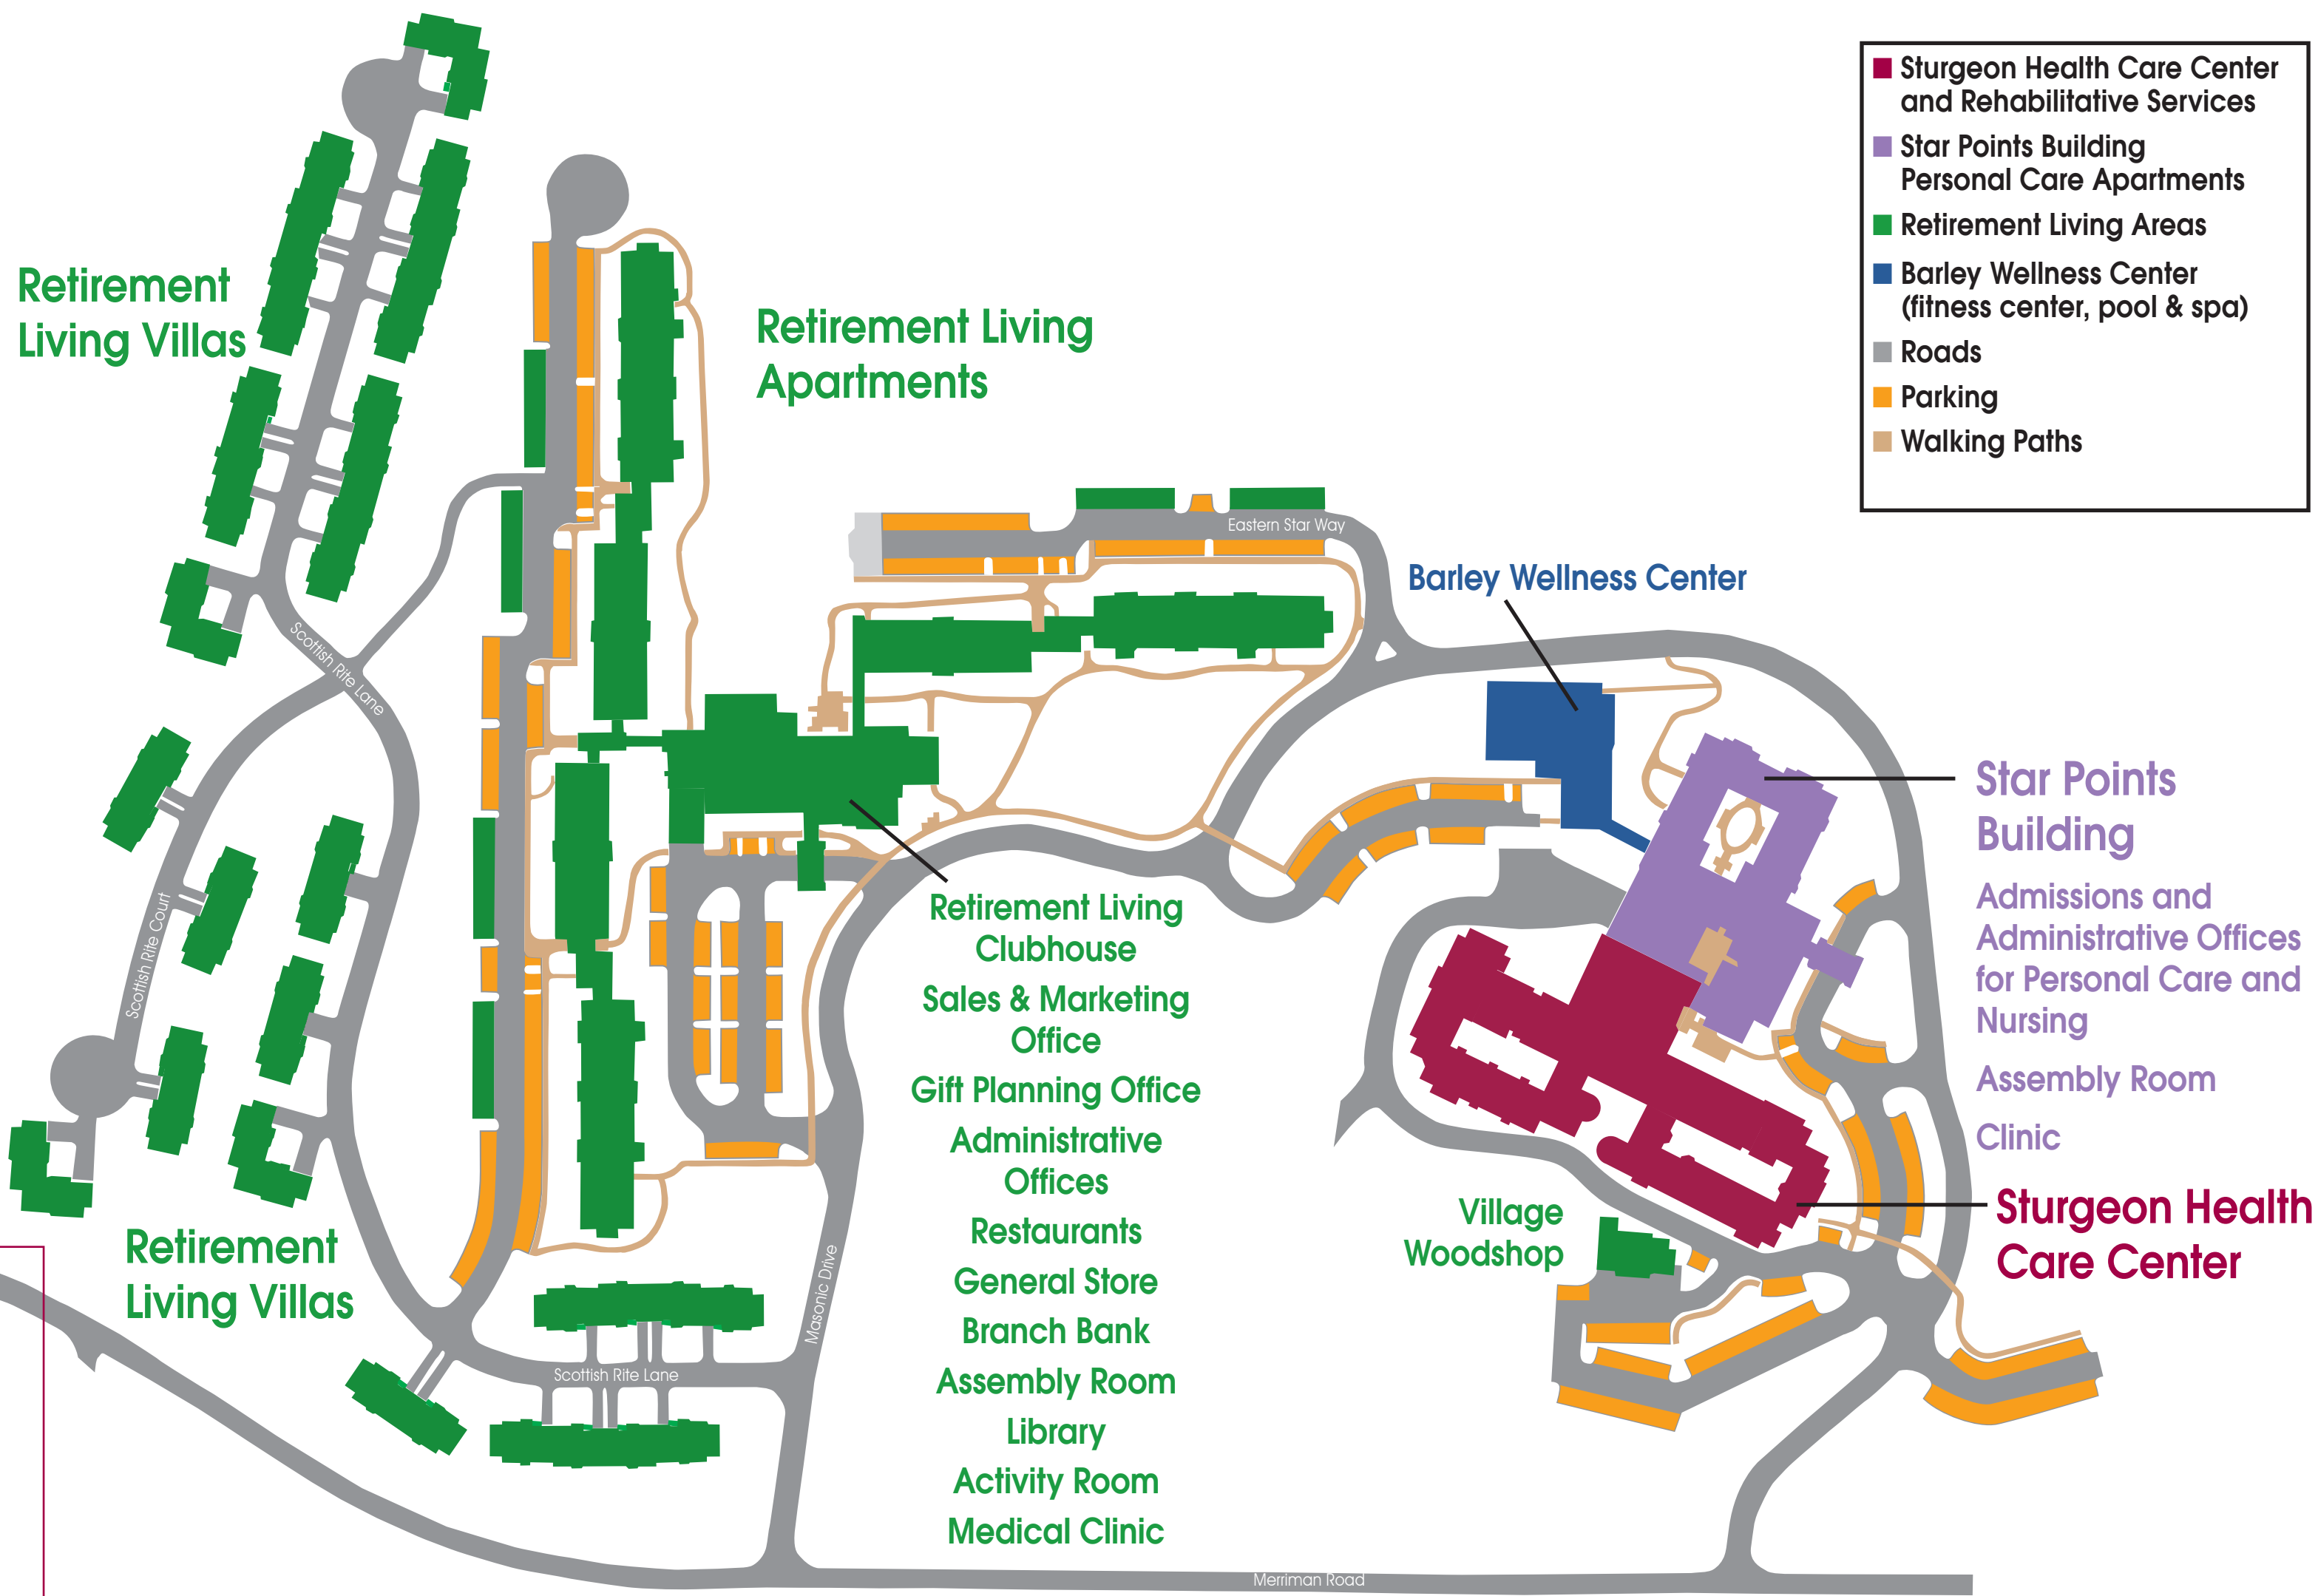 Sturgeon Health Care Center
and Rehabilitative Services
Star Points Building
Personal Care Apartments
Retirement Living Areas
Barley Wellness Center
(fitness center, pool & spa)
Roads
Parking
Walking Paths
Retirement
Living Villas
Retirement Living
Apartments
Eastern Star Way
Barley Wellness Center
Scottish Rite Lane
Star Points
Building
Admissions and
Administrative Offices
for Personal Care and
Nursing
Assembly Room
Clinic
Scottish Rite Court
Retirement Living
Clubhouse
Sales & Marketing
Office
Gift Planning Office
Administrative
Offices
Restaurants
General Store
Branch Bank
Assembly Room
Library
Activity Room
Medical Clinic
Village
Woodshop
Sturgeon Health
Care Center
Retirement
Living Villas
Masonic Drive
Scottish Rite Lane
Merriman Road